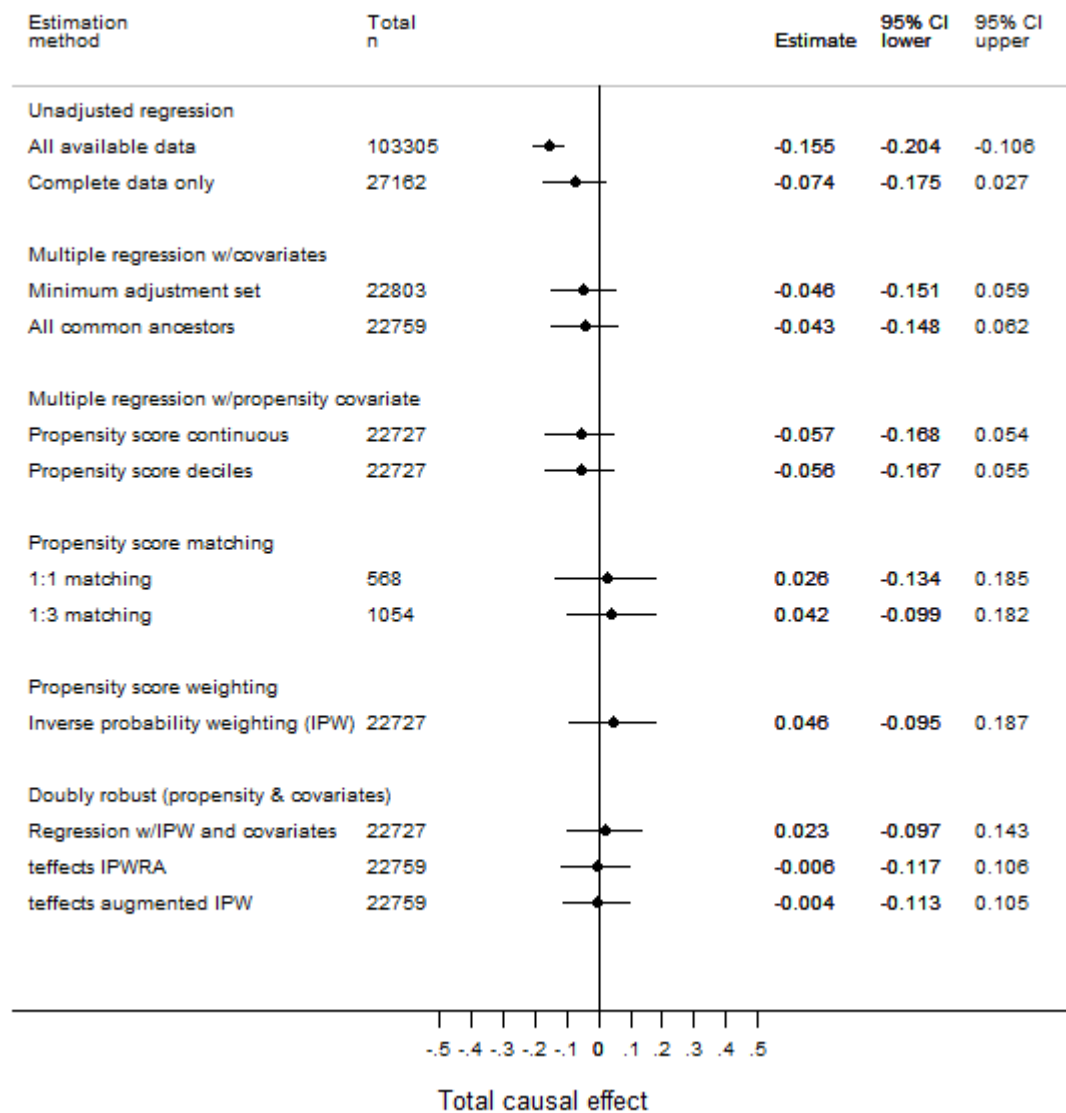 Estimation method Total n Estimate 95% CI lower 95% CI upper
Unadjusted regression
All available data 103305 -0.155 -0.204 -0.106
Complete data only 27162 -0.074 -0.175 0.027
Multiple regression w/covariates
Minimum adjustment set 22803 -0.046 -0.151 0.059
All common ancestors 22759 -0.043 -0.148 0.062
Multiple regression w/propensity covariate
Propensity score continuous 22727 -0.057 -0.168 0.054
Propensity score deciles 22727 -0.056 -0.167 0.055
Propensity score matching
1:1 matching 568 0.026 -0.134 0.185
1:3 matching 1054 0.042 -0.099 0.182
Propensity score weighting
Inverse probability weighting (IPW) 22727 0.046 -0.095 0.187
Doubly robust (propensity & covariates)
Regression w/IPW and covariates 22727 0.023 -0.097 0.143
teffects IPWRA 22759 -0.006 -0.117 0.106
teffects augmented IPW 22759 -0.004 -0.113 0.105
-.5 -.4 -.3 -.2 -.1 0 .1 .2 .3 .4 .5
Total causal effect